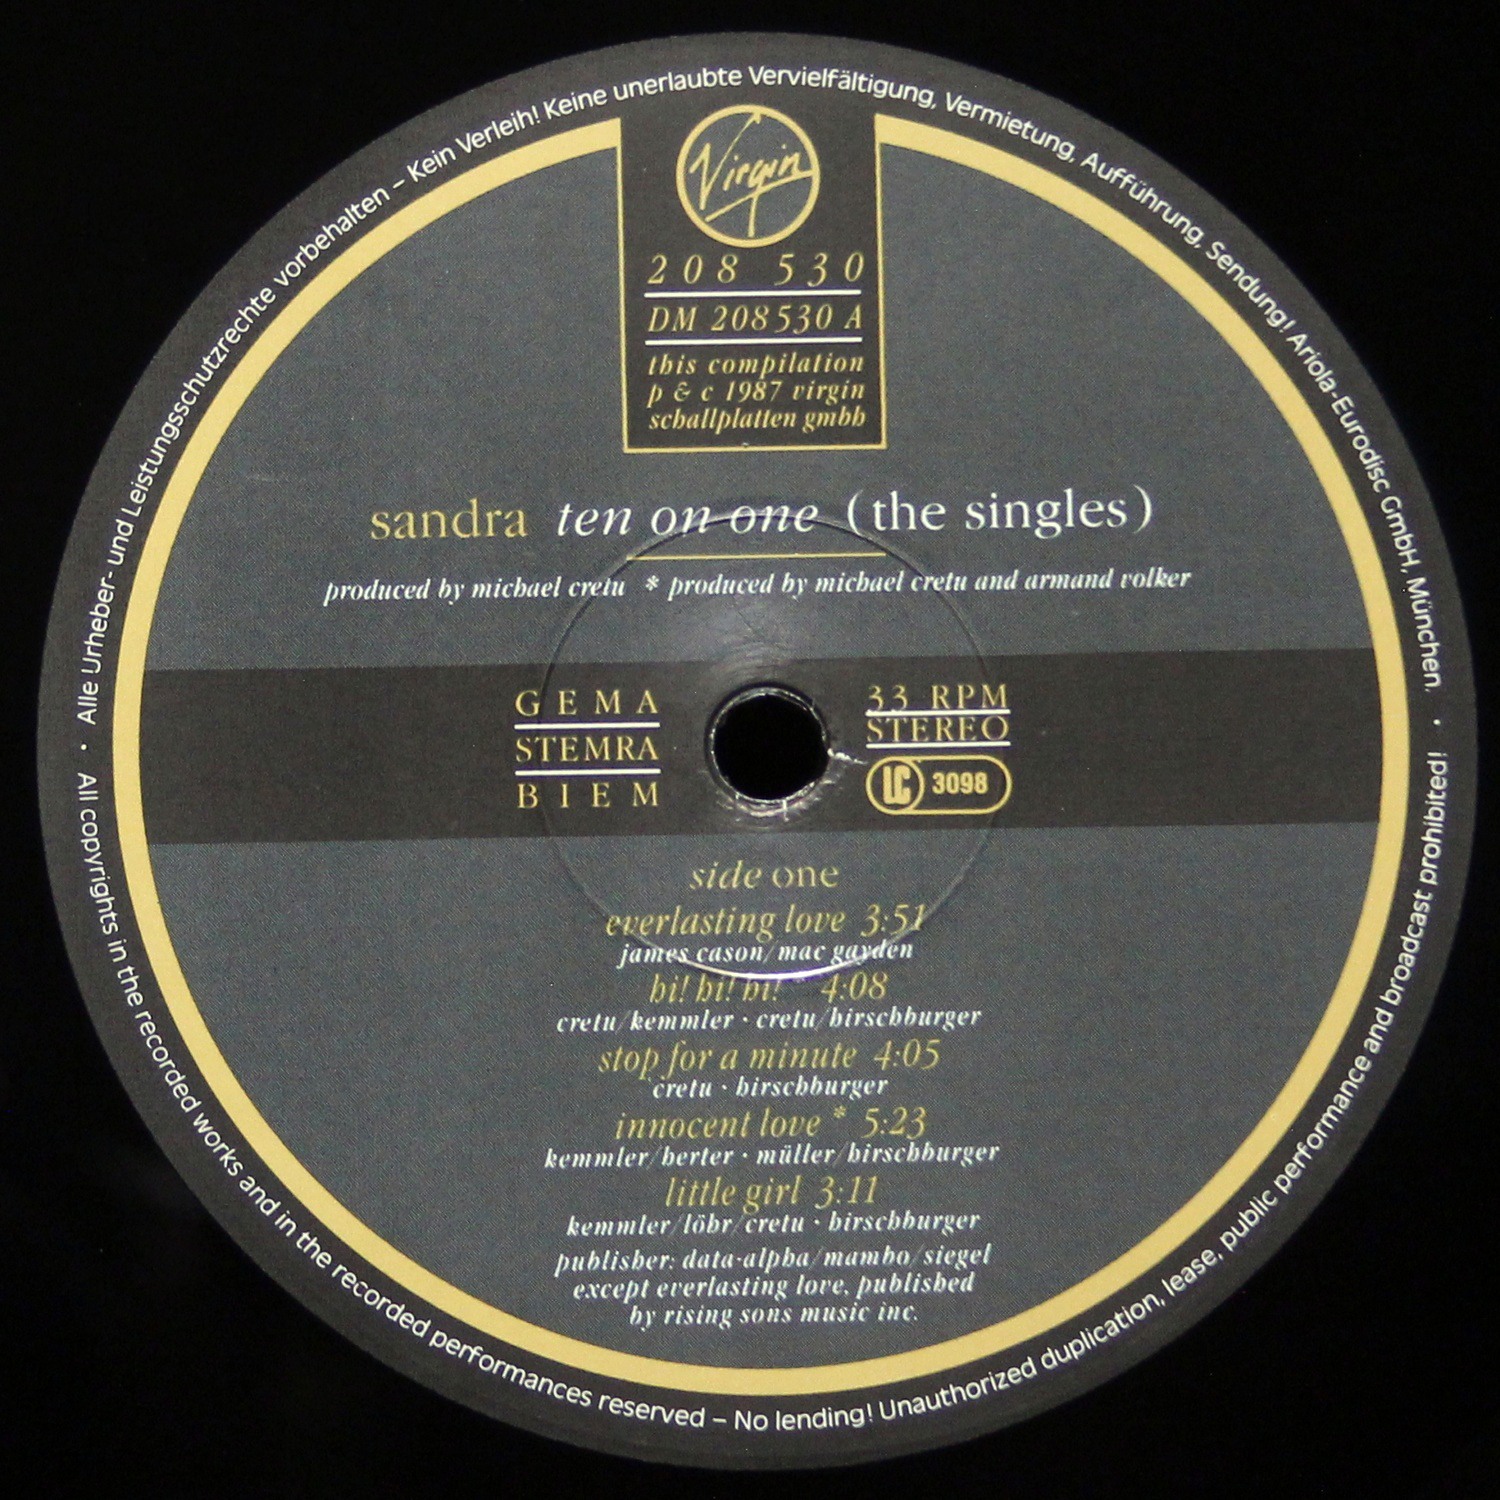 Alle Urheber- und Leistungsschutzrechte vorbehalten – Kein Verleih! Keine unerlaubte Vervielfältigung, Vermietung, Aufführung, Sendung! Ariola-Eurodisc GmbH, München.
Virgin
208 530
DM 208530 A
this compilation
p & c 1987 virgin
schallplatten gmbh
sandra ten on one (the singles)
produced by michael cretu * produced by michael cretu and armand volker
GEMA
STEMRA
BIEM
33 RPM
STEREO
LC 3098
side one
everlasting love 3:51
james cason/mac gayden
hi! hi! hi! * 4:08
cretu/kemmler · cretu/hirschburger
stop for a minute 4:05
cretu · hirschburger
innocent love * 5:23
kemmler/herter · müller/hirschburger
little girl 3:11
kemmler/löhr/cretu · hirschburger
publisher: data-alpha/mambo/siegel
except everlasting love, published
by rising sons music inc.
· All copyrights in the recorded works and in the recorded performances reserved – No lending! Unauthorized duplication, lease, public performance and broadcast prohibited! ·